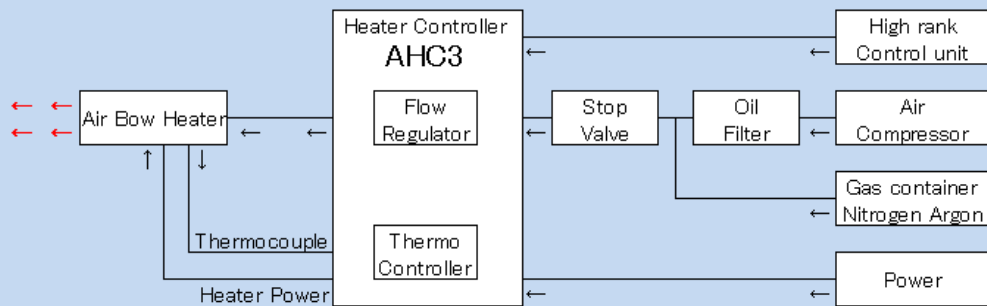 Heater Controller
AHC3
High rank
Control unit
Air Bow Heater
Flow
Regulator
Stop
Valve
Oil
Filter
Air
Compressor
Gas container
Nitrogen Argon
Thermocouple
Thermo
Controller
Heater Power
Power